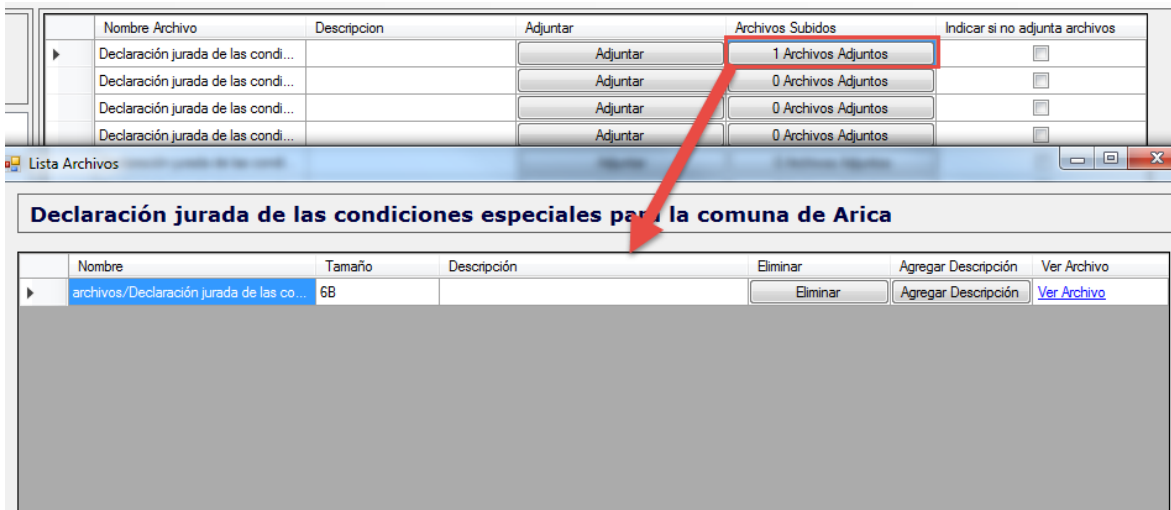 Nombre Archivo Descripcion Adjuntar Archivos Subidos Indicar si no adjunta archivos
Declaración jurada de las condi... Adjuntar 1 Archivos Adjuntos
Declaración jurada de las condi... Adjuntar 0 Archivos Adjuntos
Declaración jurada de las condi... Adjuntar 0 Archivos Adjuntos
Declaración jurada de las condi... Adjuntar 0 Archivos Adjuntos
Lista Archivos
Declaración jurada de las condiciones especiales para la comuna de Arica
Nombre Tamaño Descripción Eliminar Agregar Descripción Ver Archivo
archivos/Declaración jurada de las co... 6B Eliminar Agregar Descripción Ver Archivo